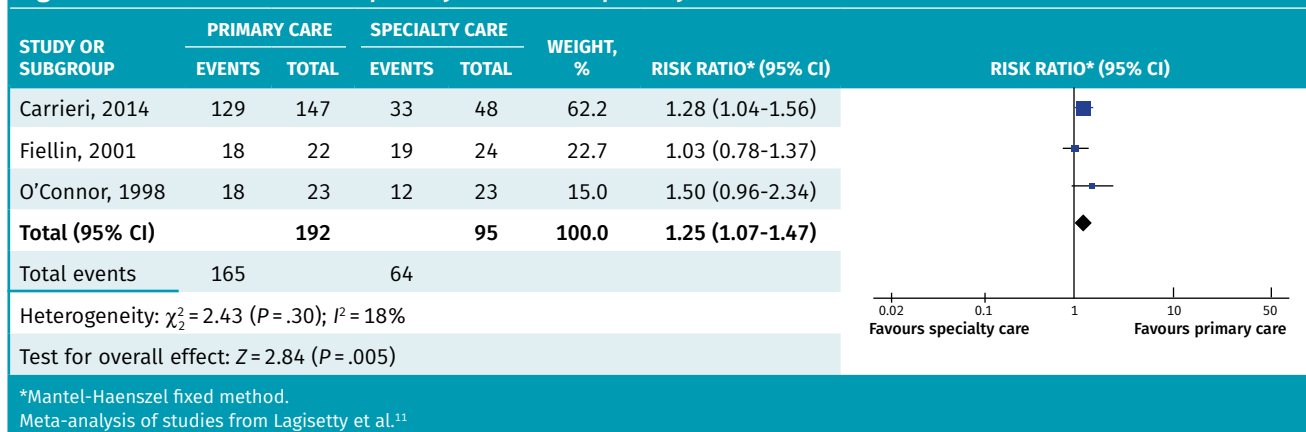 PRIMARY CARE SPECIALTY CARE
STUDY OR SUBGROUP EVENTS TOTAL EVENTS TOTAL WEIGHT, % RISK RATIO* (95% CI) RISK RATIO* (95% CI)
Carrieri, 2014 129 147 33 48 62.2 1.28 (1.04-1.56)
Fiellin, 2001 18 22 19 24 22.7 1.03 (0.78-1.37)
O’Connor, 1998 18 23 12 23 15.0 1.50 (0.96-2.34)
Total (95% CI) 192 95 100.0 1.25 (1.07-1.47)
Total events 165 64
Heterogeneity: χ²₂ = 2.43 (P = .30); I² = 18%
Test for overall effect: Z = 2.84 (P = .005)
0.02 0.1 1 10 50
Favours specialty care Favours primary care
*Mantel-Haenszel fixed method.
Meta-analysis of studies from Lagisetty et al.¹¹